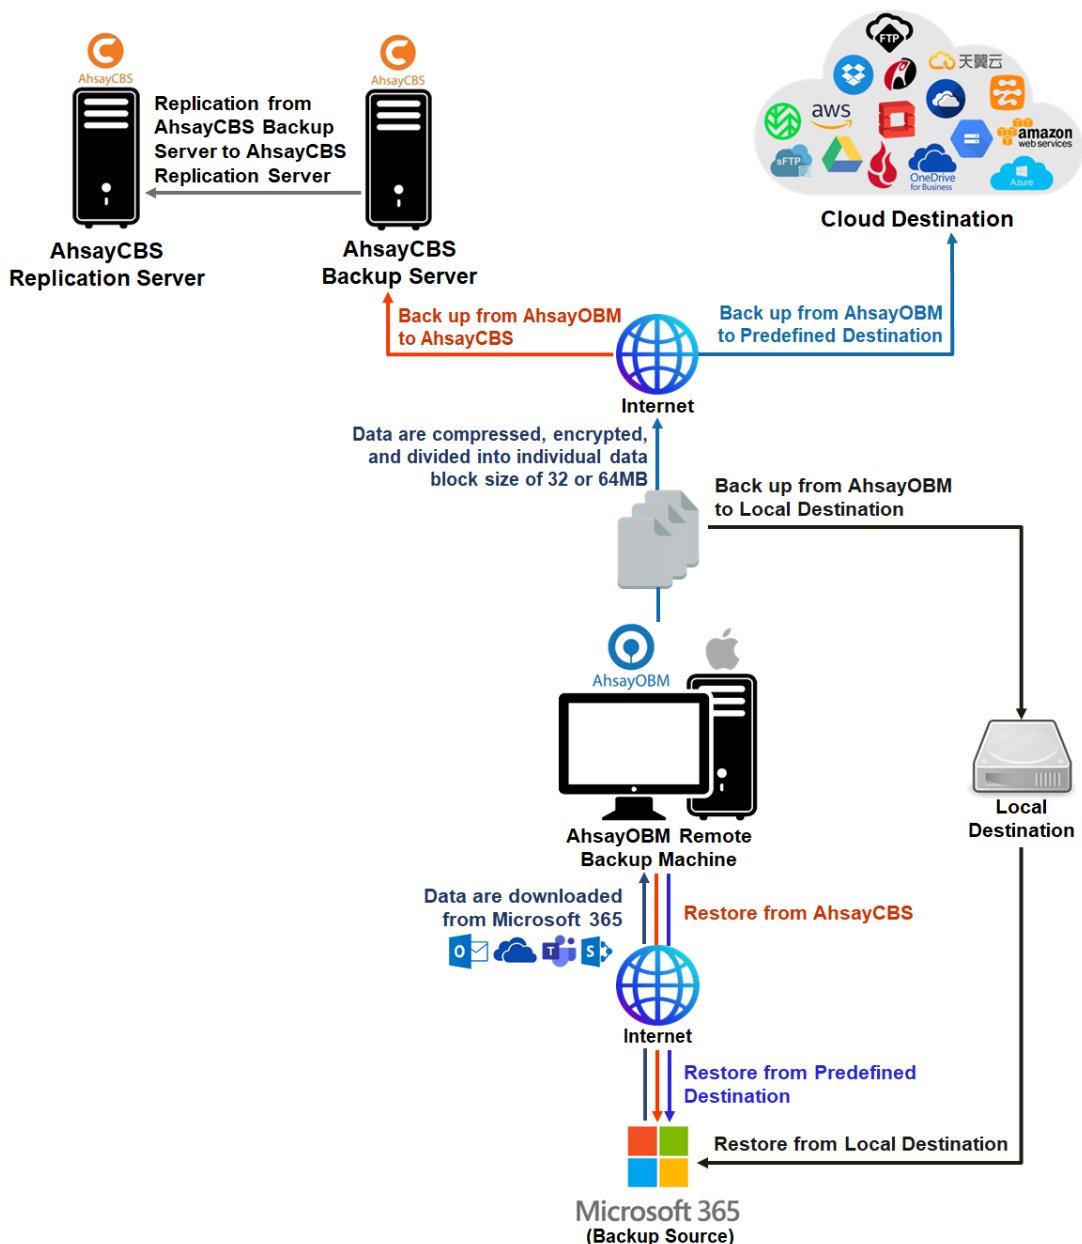 AhsayCBS
AhsayCBS
Replication from
AhsayCBS Backup
Server to AhsayCBS
Replication Server
AhsayCBS
Replication Server
AhsayCBS
Backup Server
FTP
天翼云
aws
amazon
web services
sFTP
OneDrive
for Business
Azure
Cloud Destination
Back up from AhsayOBM
to AhsayCBS
Back up from AhsayOBM
to Predefined Destination
Internet
Data are compressed, encrypted,
and divided into individual data
block size of 32 or 64MB
Back up from AhsayOBM
to Local Destination
AhsayOBM
AhsayOBM Remote
Backup Machine
Local
Destination
Data are downloaded
from Microsoft 365
Restore from AhsayCBS
Internet
Restore from Predefined
Destination
Restore from Local Destination
Microsoft 365
(Backup Source)